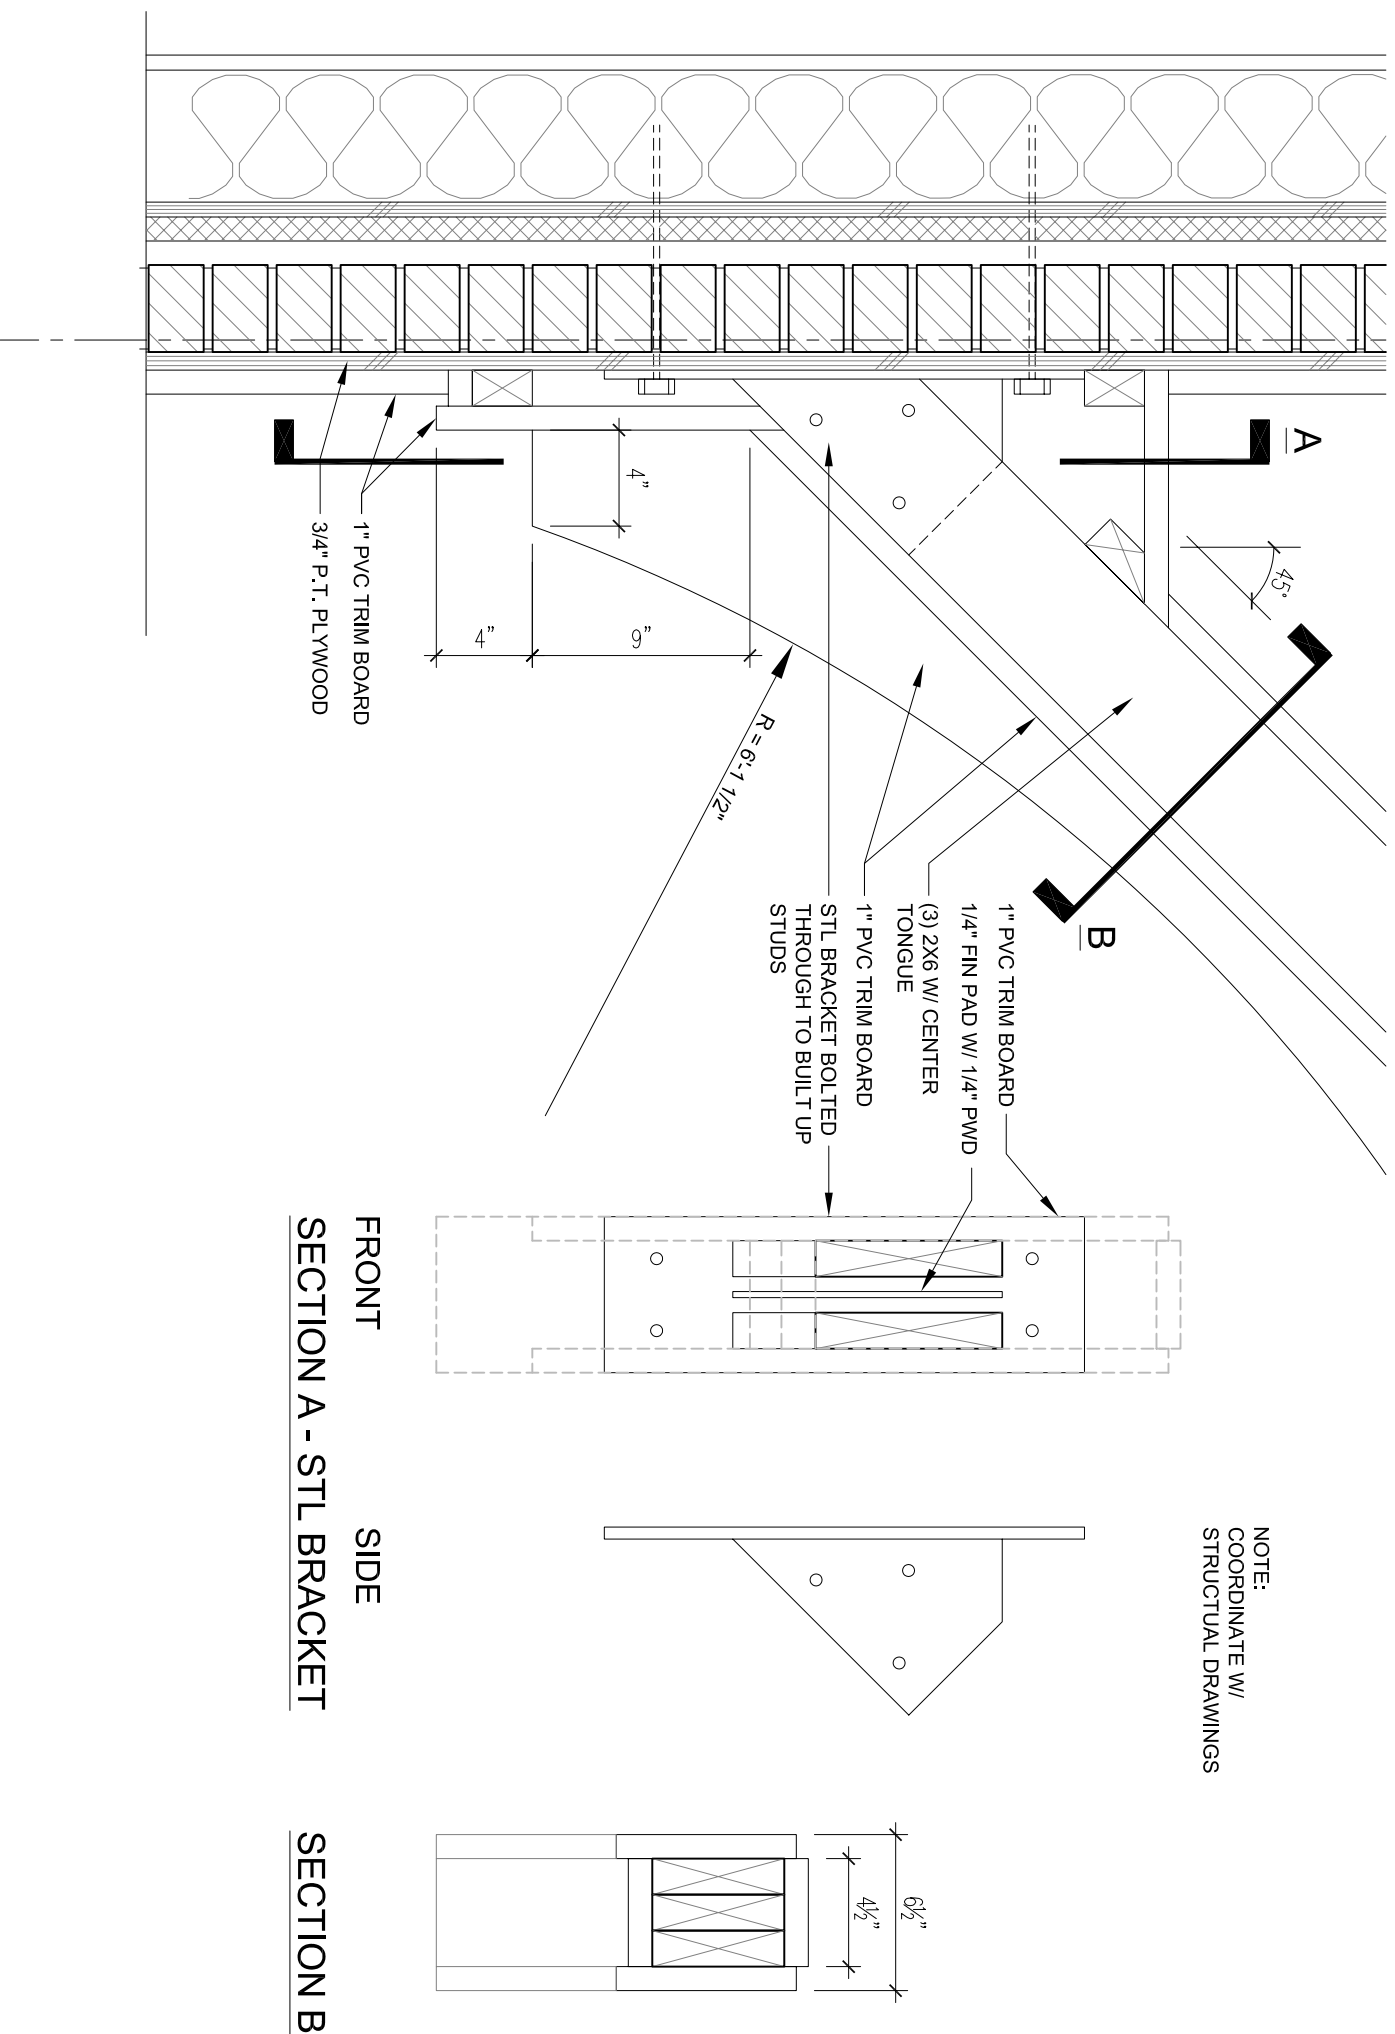 A
45°
4"
4"
9"
1" PVC TRIM BOARD
3/4" P.T. PLYWOOD
R = 6'-1 1/2"
B
1" PVC TRIM BOARD
1/4" FIN PAD W/ 1/4" PWD
(3) 2X6 W/ CENTER
TONGUE
1" PVC TRIM BOARD
STL BRACKET BOLTED
THROUGH TO BUILT UP
STUDS
NOTE:
COORDINATE W/
STRUCTUAL DRAWINGS
FRONT
SIDE
SECTION A - STL BRACKET
6½"
4½"
SECTION B